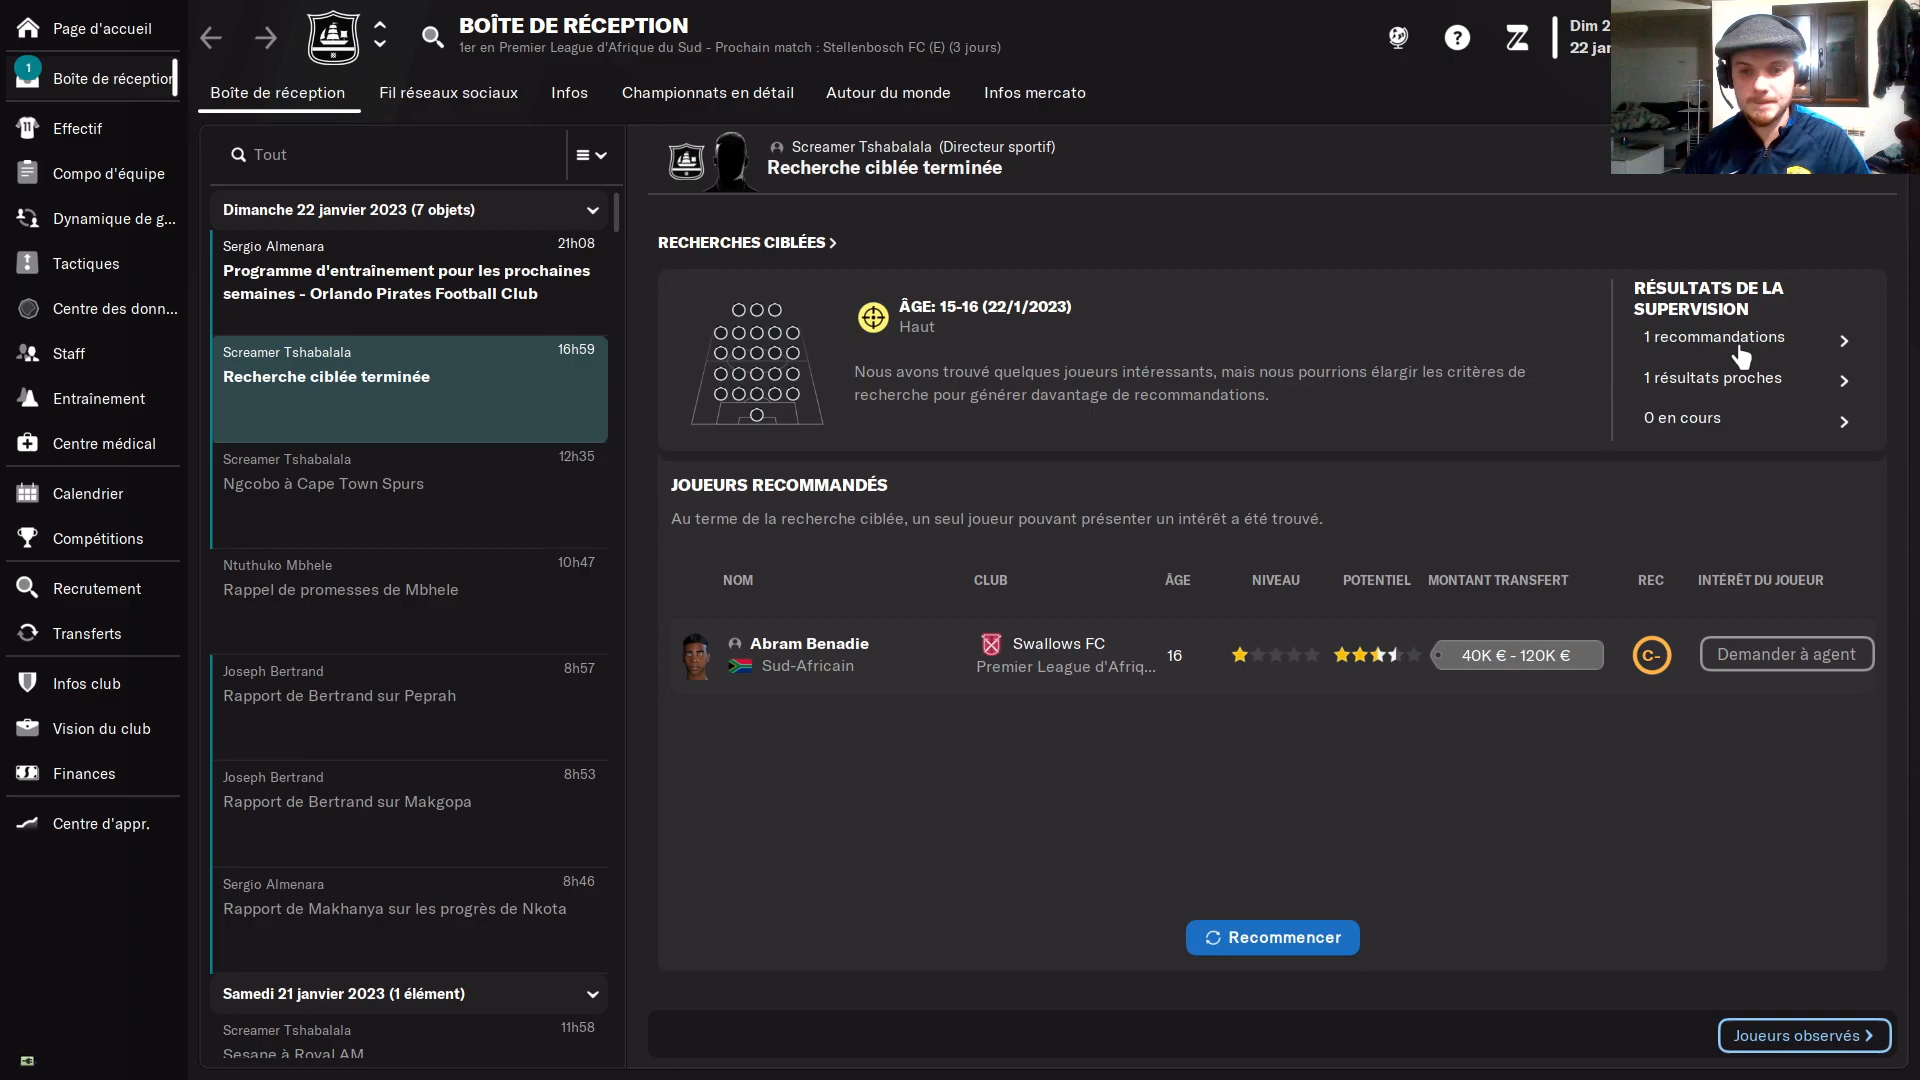 Page d'accueil
1
Boîte de réception
Effectif
Compo d'équipe
Dynamique de g...
Tactiques
Centre des donn...
Staff
Entraînement
Centre médical
Calendrier
Compétitions
Recrutement
Transferts
Infos club
Vision du club
Finances
Centre d'appr.
BOÎTE DE RÉCEPTION
1er en Premier League d'Afrique du Sud - Prochain match : Stellenbosch FC (E) (3 jours)
Dim 2
22 jan
Boîte de réception Fil réseaux sociaux Infos Championnats en détail Autour du monde Infos mercato
Tout
Dimanche 22 janvier 2023 (7 objets)
Sergio Almenara 21h08
Programme d'entraînement pour les prochaines
semaines - Orlando Pirates Football Club
Screamer Tshabalala 16h59
Recherche ciblée terminée
Screamer Tshabalala 12h35
Ngcobo à Cape Town Spurs
Ntuthuko Mbhele 10h47
Rappel de promesses de Mbhele
Joseph Bertrand 8h57
Rapport de Bertrand sur Peprah
Joseph Bertrand 8h53
Rapport de Bertrand sur Makgopa
Sergio Almenara 8h46
Rapport de Makhanya sur les progrès de Nkota
Samedi 21 janvier 2023 (1 élément)
Screamer Tshabalala 11h58
Sesane à Royal AM
Screamer Tshabalala (Directeur sportif)
Recherche ciblée terminée
RECHERCHES CIBLÉES
ÂGE: 15-16 (22/1/2023)
Haut
Nous avons trouvé quelques joueurs intéressants, mais nous pourrions élargir les critères de
recherche pour générer davantage de recommandations.
RÉSULTATS DE LA
SUPERVISION
1 recommandations
1 résultats proches
0 en cours
JOUEURS RECOMMANDÉS
Au terme de la recherche ciblée, un seul joueur pouvant présenter un intérêt a été trouvé.
NOM CLUB ÂGE NIVEAU POTENTIEL MONTANT TRANSFERT REC INTÉRÊT DU JOUEUR
Abram Benadie Swallows FC 16 40K € - 120K € C- Demander à agent
Sud-Africain Premier League d'Afriq...
Recommencer
Joueurs observés